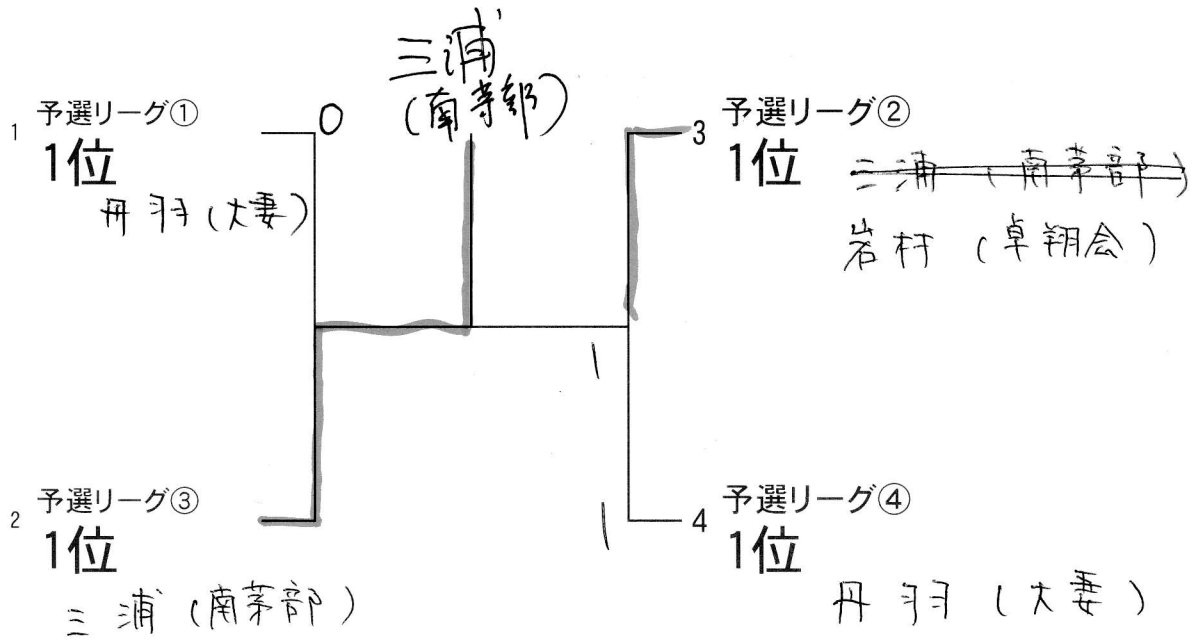 三浦
(南茅部)
1 予選リーグ① 0
1位
丹羽(大妻)
3 予選リーグ②
1位
三浦 (南茅部)
岩村 (卓翔会)
1
2 予選リーグ③
1位
三浦(南茅部)
1
4 予選リーグ④
1位
丹羽(大妻)